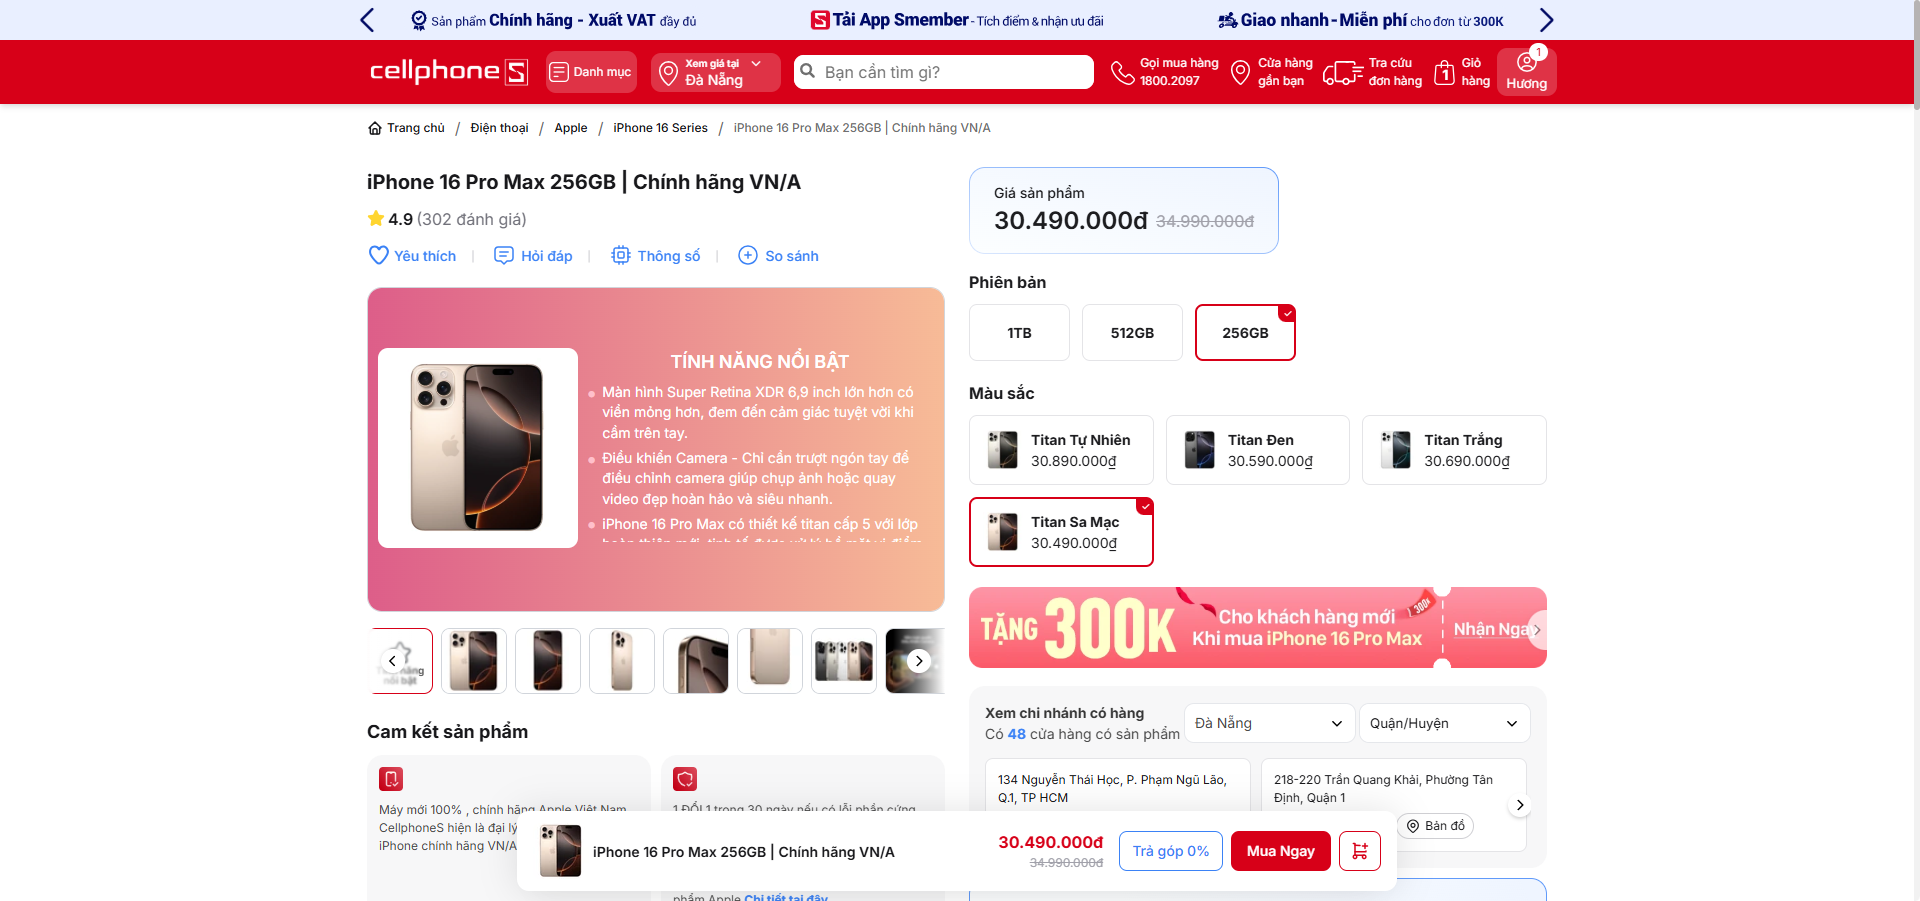 Sản phẩm Chính hãng - Xuất VAT đầy đủ
Tải App Smember - Tích điểm & nhận ưu đãi
Giao nhanh - Miễn phí cho đơn từ 300K
cellphone S
Danh mục
Xem giá tại
Đà Nẵng
Bạn cần tìm gì?
Gọi mua hàng
1800.2097
Cửa hàng
gần bạn
Tra cứu
đơn hàng
1
Giỏ
hàng
1
Hương
Trang chủ / Điện thoại / Apple / iPhone 16 Series / iPhone 16 Pro Max 256GB | Chính hãng VN/A
iPhone 16 Pro Max 256GB | Chính hãng VN/A
4.9 (302 đánh giá)
Yêu thích
Hỏi đáp
Thông số
So sánh
TÍNH NĂNG NỔI BẬT
Màn hình Super Retina XDR 6,9 inch lớn hơn có
viền mỏng hơn, đem đến cảm giác tuyệt vời khi
cầm trên tay.
Điều khiển Camera - Chỉ cần trượt ngón tay để
điều chỉnh camera giúp chụp ảnh hoặc quay
video đẹp hoàn hảo và siêu nhanh.
iPhone 16 Pro Max có thiết kế titan cấp 5 với lớp
nổi bật
Cam kết sản phẩm
Máy mới 100% , chính hãng Apple Việt Nam.
CellphoneS hiện là đại lý
iPhone chính hãng VN/A
1 ĐỔI 1 trong 30 ngày nếu có lỗi phần cứng
phẩm Apple Chi tiết tại đây
Giá sản phẩm
30.490.000đ 34.990.000đ
Phiên bản
1TB
512GB
256GB
Màu sắc
Titan Tự Nhiên
30.890.000₫
Titan Đen
30.590.000₫
Titan Trắng
30.690.000₫
Titan Sa Mạc
30.490.000₫
TẶNG 300K
Cho khách hàng mới
Khi mua iPhone 16 Pro Max
300K
Nhận Ngay
Xem chi nhánh có hàng
Có 48 cửa hàng có sản phẩm
Đà Nẵng
Quận/Huyện
134 Nguyễn Thái Học, P. Phạm Ngũ Lão,
Q.1, TP HCM
218-220 Trần Quang Khải, Phường Tân
Định, Quận 1
Bản đồ
iPhone 16 Pro Max 256GB | Chính hãng VN/A
30.490.000đ
34.990.000đ
Trả góp 0%
Mua Ngay